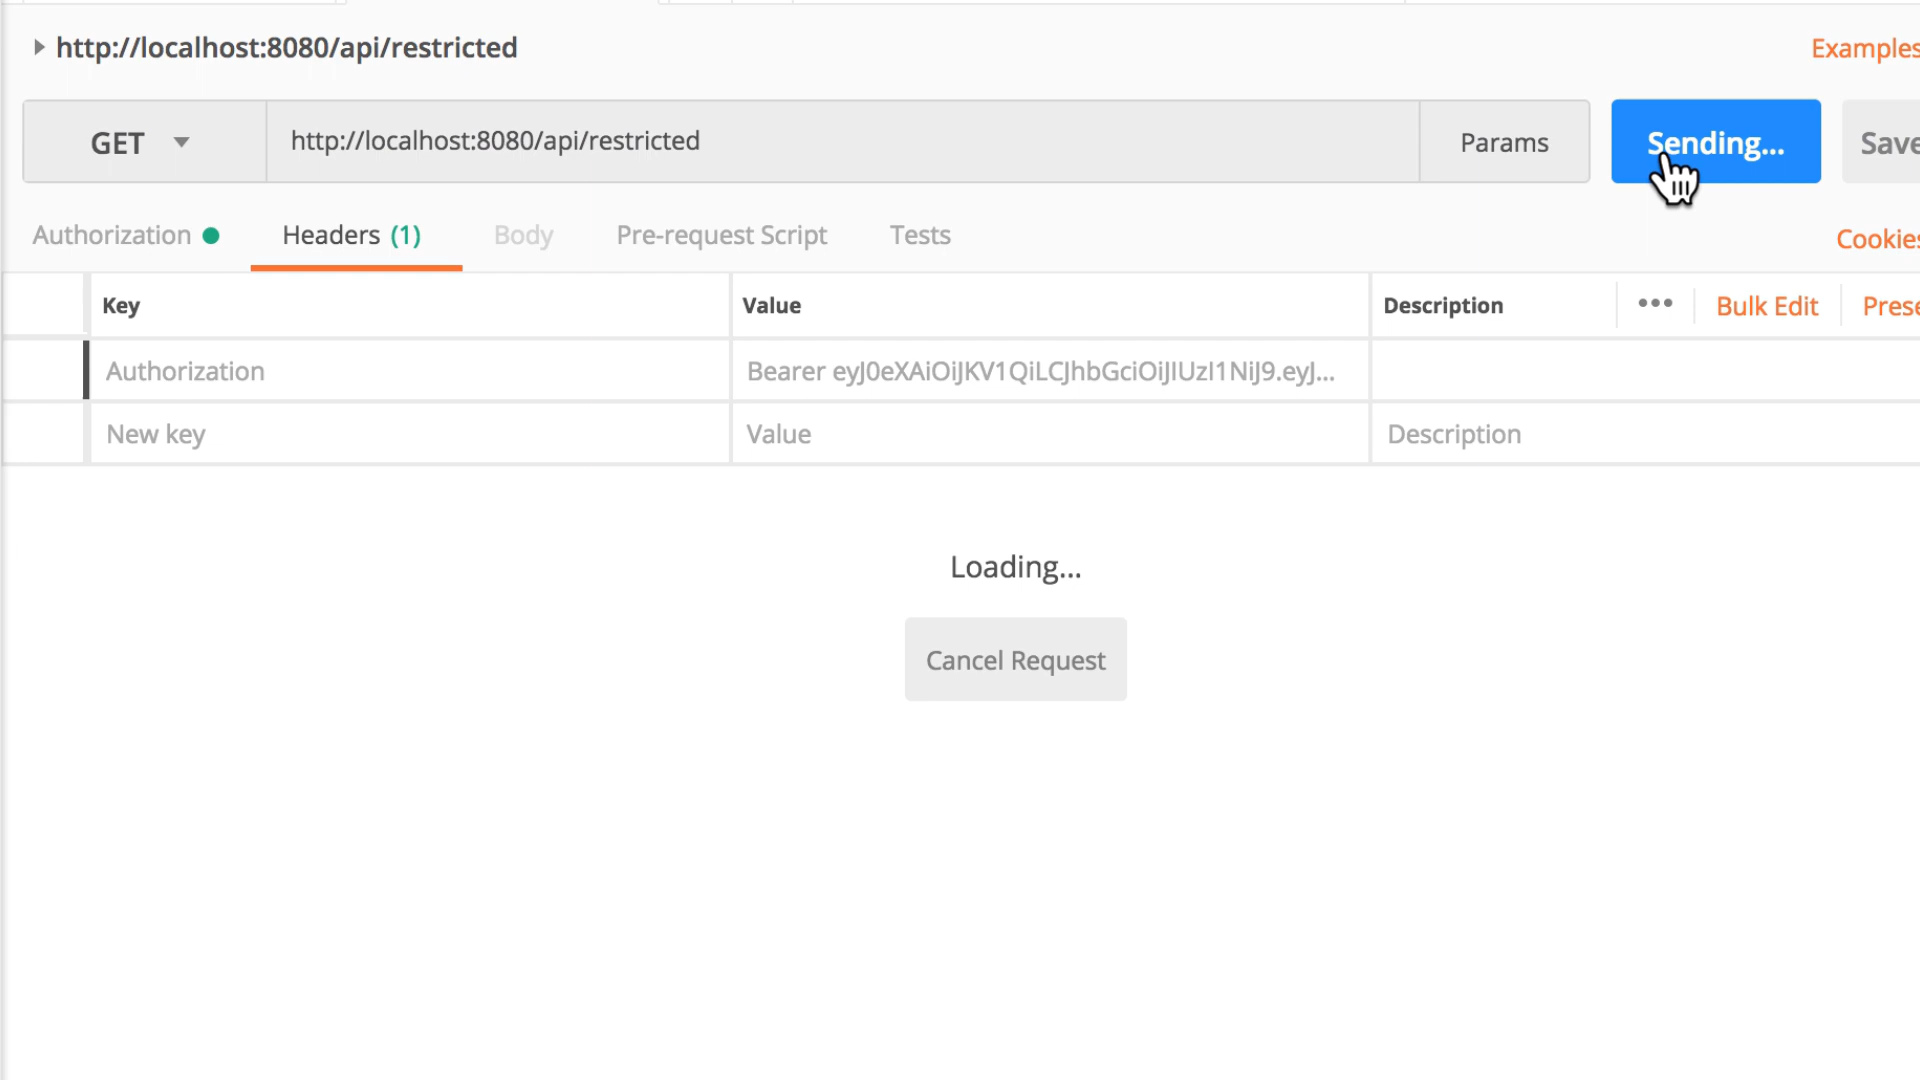 http://localhost:8080/api/restricted
Examples
GET http://localhost:8080/api/restricted Params Sending... Save
Authorization Headers (1) Body Pre-request Script Tests Cookies
Key Value Description ••• Bulk Edit Prese
Authorization Bearer eyJ0eXAiOiJKV1QiLCJhbGciOiJIUzI1NiJ9.eyJ...
New key Value Description
Loading...
Cancel Request